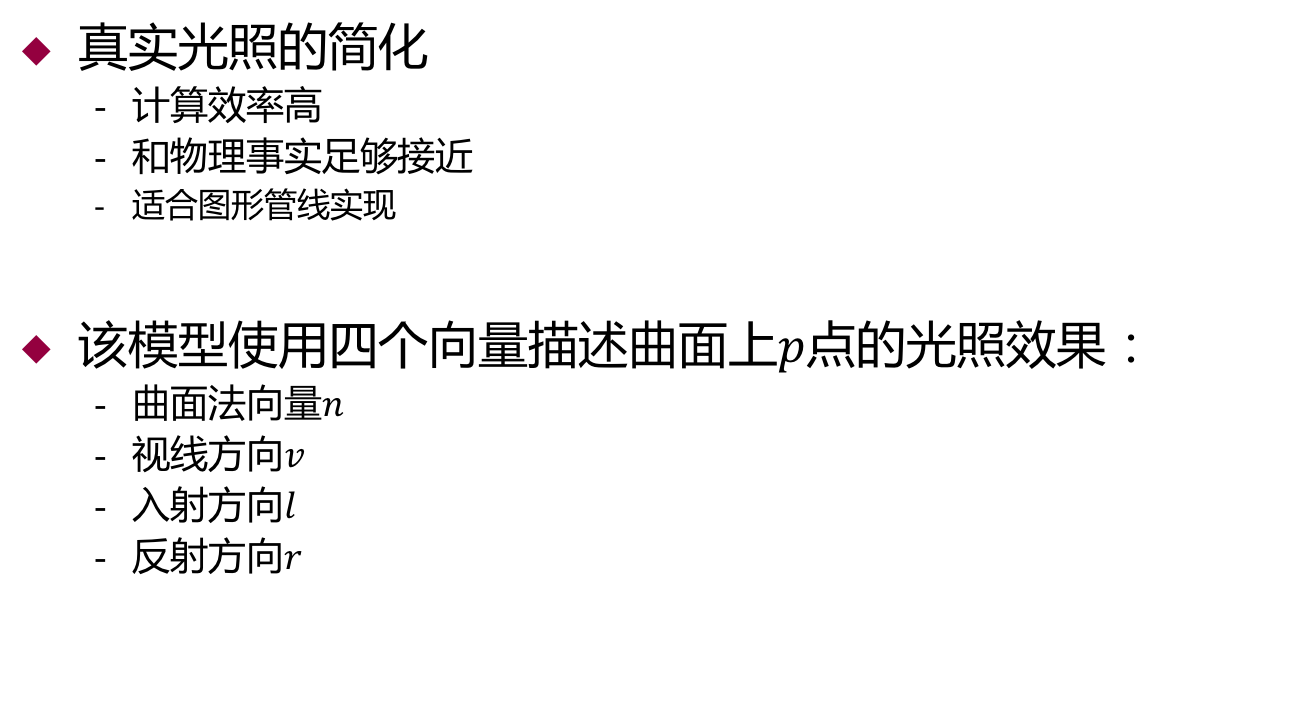 ◆ 真实光照的简化
- 计算效率高
- 和物理事实足够接近
- 适合图形管线实现
◆ 该模型使用四个向量描述曲面上p点的光照效果：
- 曲面法向量n
- 视线方向v
- 入射方向l
- 反射方向r